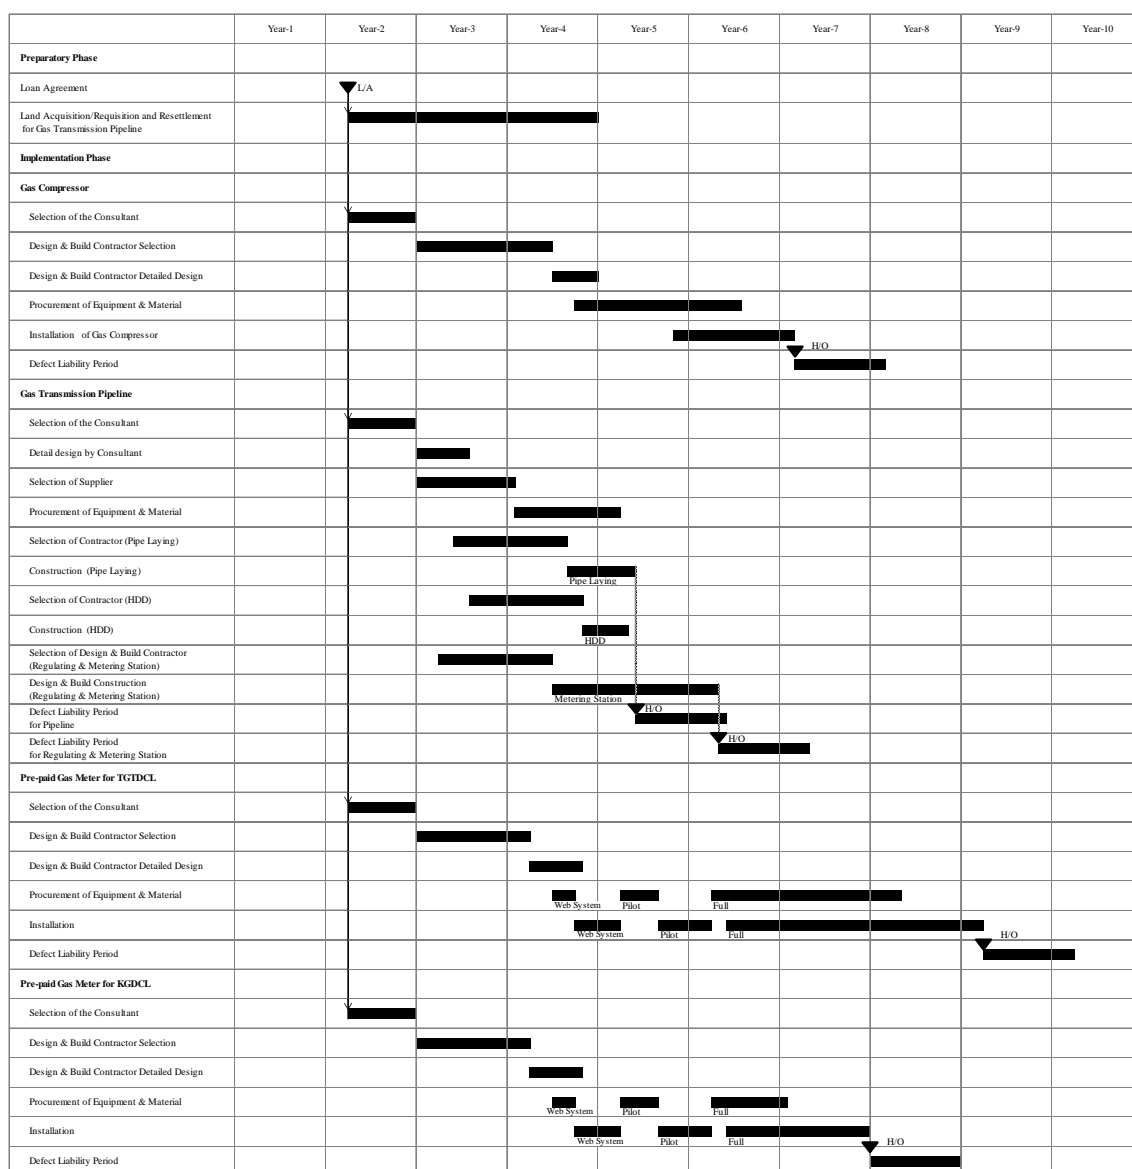 Year-1 Year-2 Year-3 Year-4 Year-5 Year-6 Year-7 Year-8 Year-9 Year-10
Preparatory Phase
Loan Agreement L/A
Land Acquisition/Requisition and Resettlement
for Gas Transmission Pipeline
Implementation Phase
Gas Compressor
Selection of the Consultant
Design & Build Contractor Selection
Design & Build Contractor Detailed Design
Procurement of Equipment & Material
Installation of Gas Compressor
H/O
Defect Liability Period
Gas Transmission Pipeline
Selection of the Consultant
Detail design by Consultant
Selection of Supplier
Procurement of Equipment & Material
Selection of Contractor (Pipe Laying)
Construction (Pipe Laying)
Pipe Laying
Selection of Contractor (HDD)
Construction (HDD)
HDD
Selection of Design & Build Contractor
(Regulating & Metering Station)
Design & Build Construction
(Regulating & Metering Station)
Metering Station
Defect Liability Period H/O
for Pipeline
Defect Liability Period H/O
for Regulating & Metering Station
Pre-paid Gas Meter for TGTDCL
Selection of the Consultant
Design & Build Contractor Selection
Design & Build Contractor Detailed Design
Procurement of Equipment & Material
Web System Pilot Full
Installation
Web System Pilot Full
H/O
Defect Liability Period
Pre-paid Gas Meter for KGDCL
Selection of the Consultant
Design & Build Contractor Selection
Design & Build Contractor Detailed Design
Procurement of Equipment & Material
Web System Pilot Full
Installation
Web System Pilot Full
H/O
Defect Liability Period